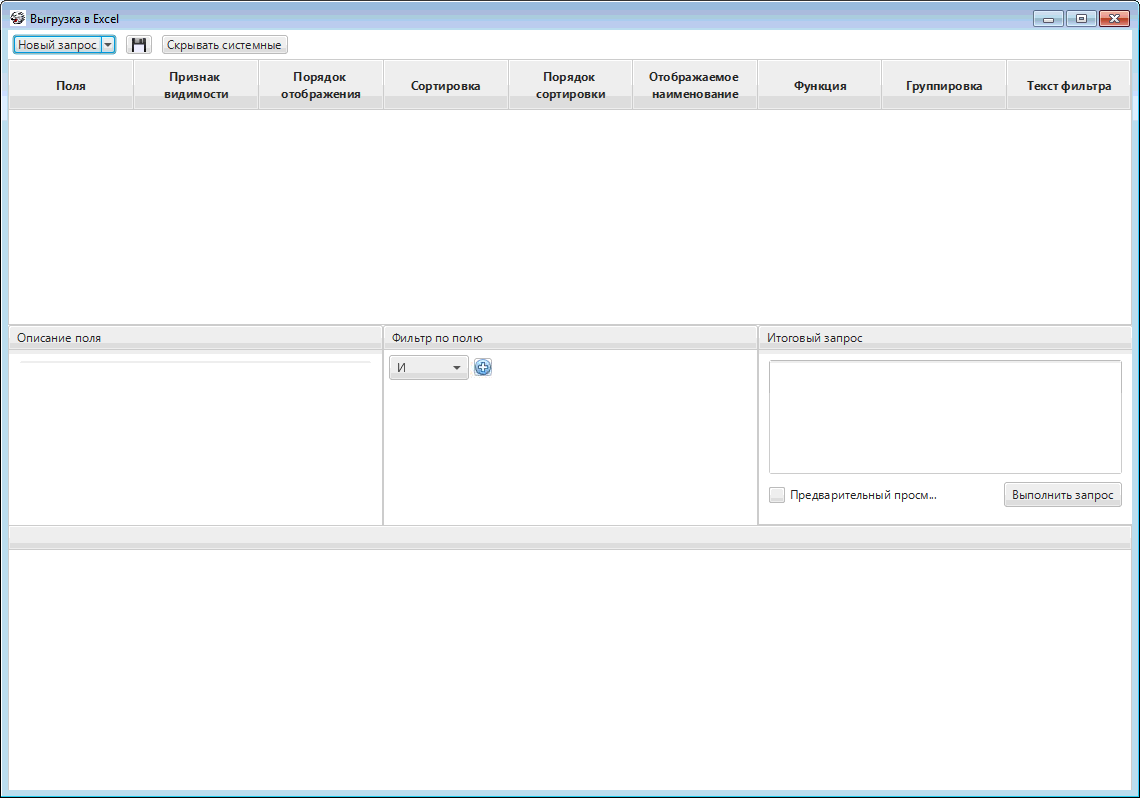 Выгрузка в Excel
Новый запрос
Скрывать системные
Поля
Признак
видимости
Порядок
отображения
Сортировка
Порядок
сортировки
Отображаемое
наименование
Функция
Группировка
Текст фильтра
Описание поля
Фильтр по полю
Итоговый запрос
И
Предварительный просм...
Выполнить запрос